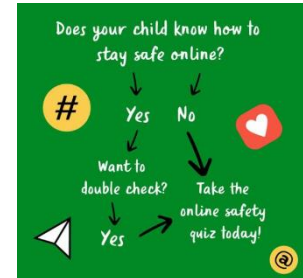 Does your child know how to
stay safe online?
#
Yes No
Want to
double check?
Take the
online safety
quiz today!
Yes
@